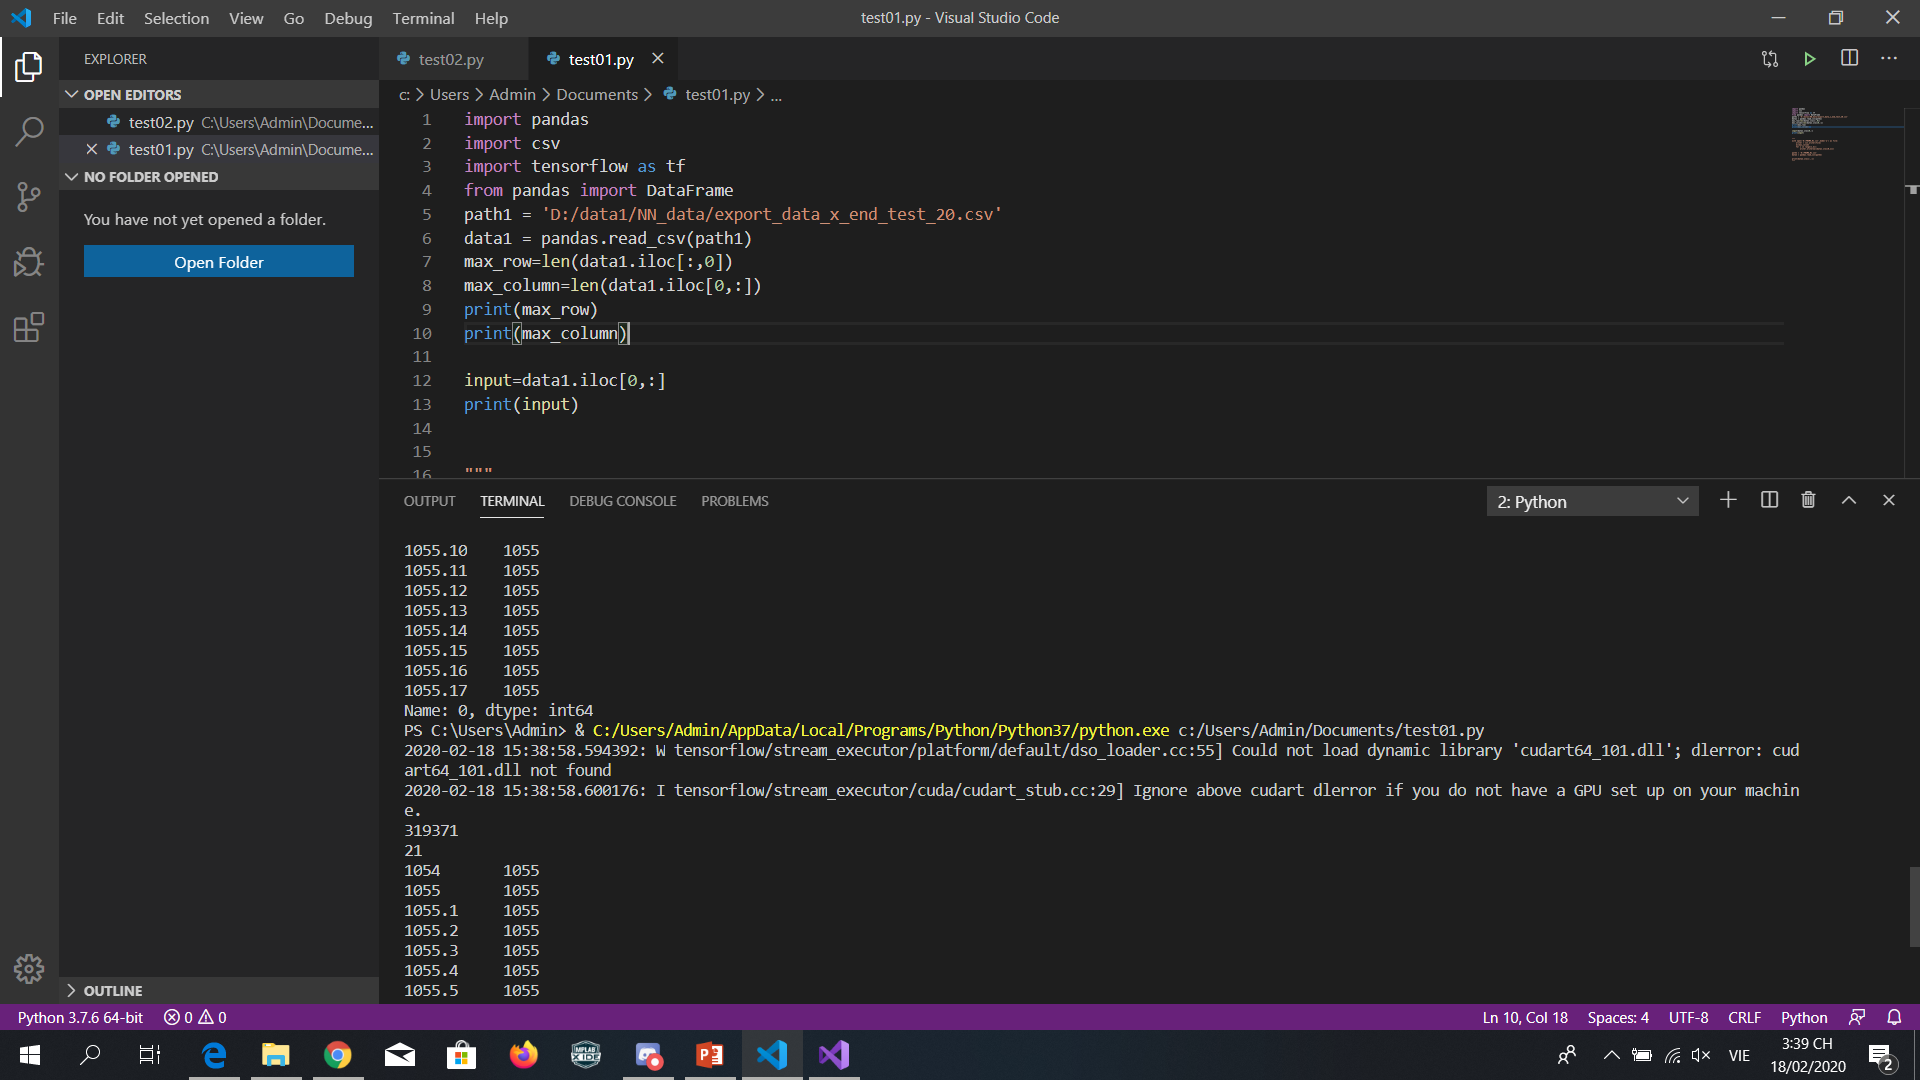 File Edit Selection View Go Debug Terminal Help
test01.py - Visual Studio Code
EXPLORER
OPEN EDITORS
test02.py C:\Users\Admin\Docume...
test01.py C:\Users\Admin\Docume...
NO FOLDER OPENED
You have not yet opened a folder.
Open Folder
OUTLINE
test02.py
test01.py
c: > Users > Admin > Documents > test01.py > ...
1 import pandas
2 import csv
3 import tensorflow as tf
4 from pandas import DataFrame
5 path1 = 'D:/data1/NN_data/export_data_x_end_test_20.csv'
6 data1 = pandas.read_csv(path1)
7 max_row=len(data1.iloc[:,0])
8 max_column=len(data1.iloc[0,:])
9 print(max_row)
10 print(max_column)
11
12 input=data1.iloc[0,:]
13 print(input)
14
15
16 """
OUTPUT TERMINAL DEBUG CONSOLE PROBLEMS
2: Python
1055.10 1055
1055.11 1055
1055.12 1055
1055.13 1055
1055.14 1055
1055.15 1055
1055.16 1055
1055.17 1055
Name: 0, dtype: int64
PS C:\Users\Admin> & C:/Users/Admin/AppData/Local/Programs/Python/Python37/python.exe c:/Users/Admin/Documents/test01.py
2020-02-18 15:38:58.594392: W tensorflow/stream_executor/platform/default/dso_loader.cc:55] Could not load dynamic library 'cudart64_101.dll'; dlerror: cud
art64_101.dll not found
2020-02-18 15:38:58.600176: I tensorflow/stream_executor/cuda/cudart_stub.cc:29] Ignore above cudart dlerror if you do not have a GPU set up on your machin
e.
319371
21
1054 1055
1055 1055
1055.1 1055
1055.2 1055
1055.3 1055
1055.4 1055
1055.5 1055
Python 3.7.6 64-bit 0 0
Ln 10, Col 18 Spaces: 4 UTF-8 CRLF Python
MPLAB
X IDE
VIE
3:39 CH
18/02/2020
2